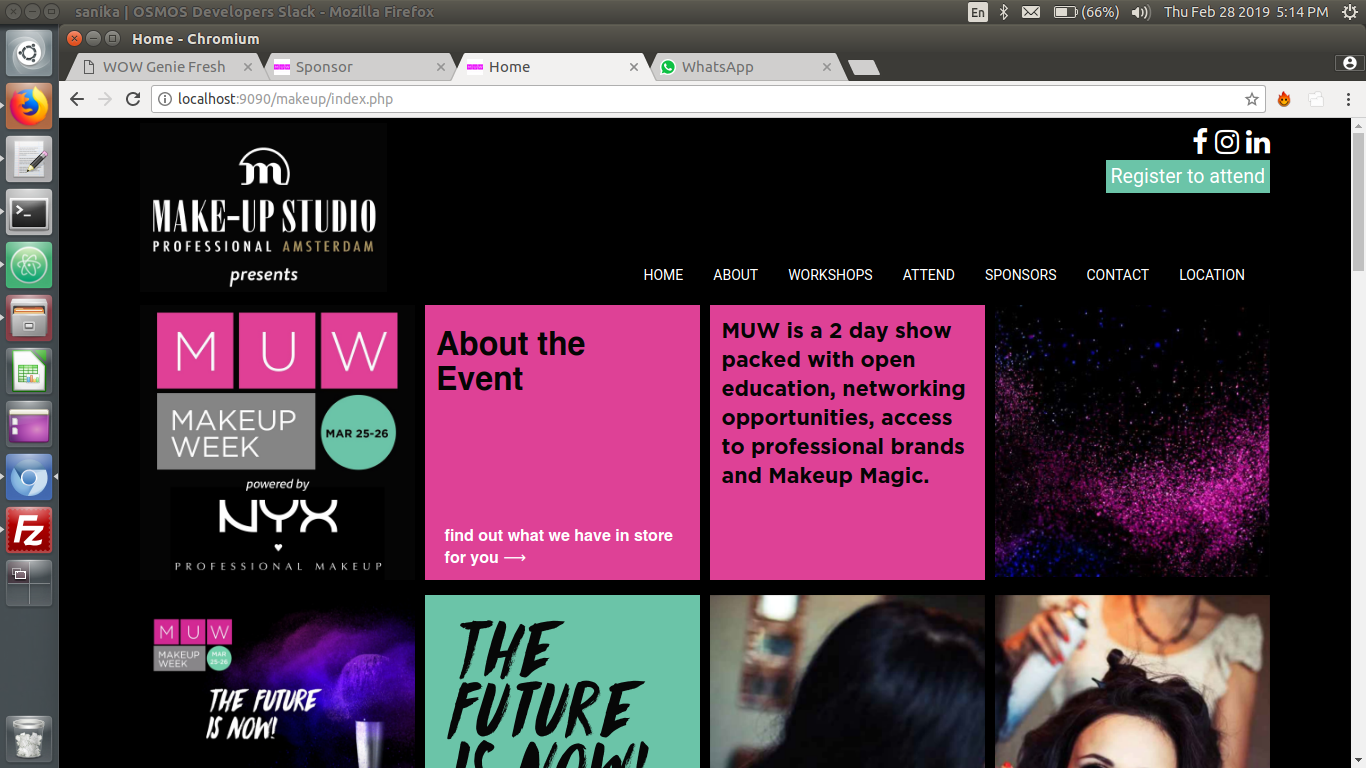 sanika | OSMOS Developers Slack - Mozilla Firefox
En
(66%)
Thu Feb 28 2019 5:14 PM
Home - Chromium
WOW Genie Fresh
Sponsor
Home
WhatsApp
localhost:9090/makeup/index.php
m
MAKE-UP STUDIO
PROFESSIONAL AMSTERDAM
presents
Register to attend
HOME ABOUT WORKSHOPS ATTEND SPONSORS CONTACT LOCATION
M U W
MAKEUP
WEEK
MAR 25-26
powered by
NYX
PROFESSIONAL MAKEUP
About the
Event
find out what we have in store
for you ⟶
MUW is a 2 day show
packed with open
education, networking
opportunities, access
to professional brands
and Makeup Magic.
M U W
MAKEUP
WEEK
MAR
25-26
THE FUTURE
IS NOW!
THE
FUTURE
IS NOW!